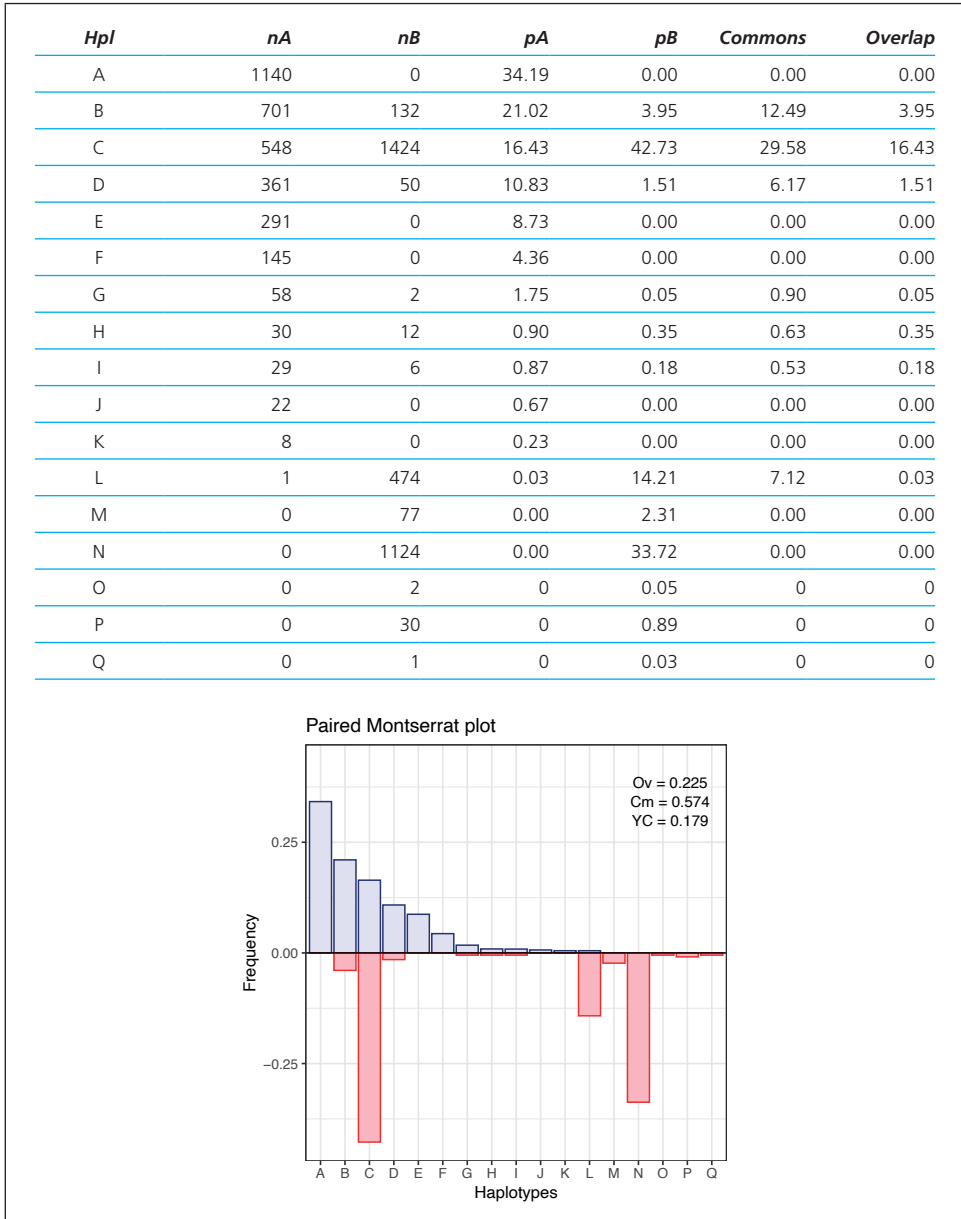 Hpl nA nB pA pB Commons Overlap
A 1140 0 34.19 0.00 0.00 0.00
B 701 132 21.02 3.95 12.49 3.95
C 548 1424 16.43 42.73 29.58 16.43
D 361 50 10.83 1.51 6.17 1.51
E 291 0 8.73 0.00 0.00 0.00
F 145 0 4.36 0.00 0.00 0.00
G 58 2 1.75 0.05 0.90 0.05
H 30 12 0.90 0.35 0.63 0.35
I 29 6 0.87 0.18 0.53 0.18
J 22 0 0.67 0.00 0.00 0.00
K 8 0 0.23 0.00 0.00 0.00
L 1 474 0.03 14.21 7.12 0.03
M 0 77 0.00 2.31 0.00 0.00
N 0 1124 0.00 33.72 0.00 0.00
O 0 2 0 0.05 0 0
P 0 30 0 0.89 0 0
Q 0 1 0 0.03 0 0
Paired Montserrat plot
Ov = 0.225
Cm = 0.574
YC = 0.179
0.25
0.00
−0.25
Frequency
A B C D E F G H I J K L M N O P Q
Haplotypes